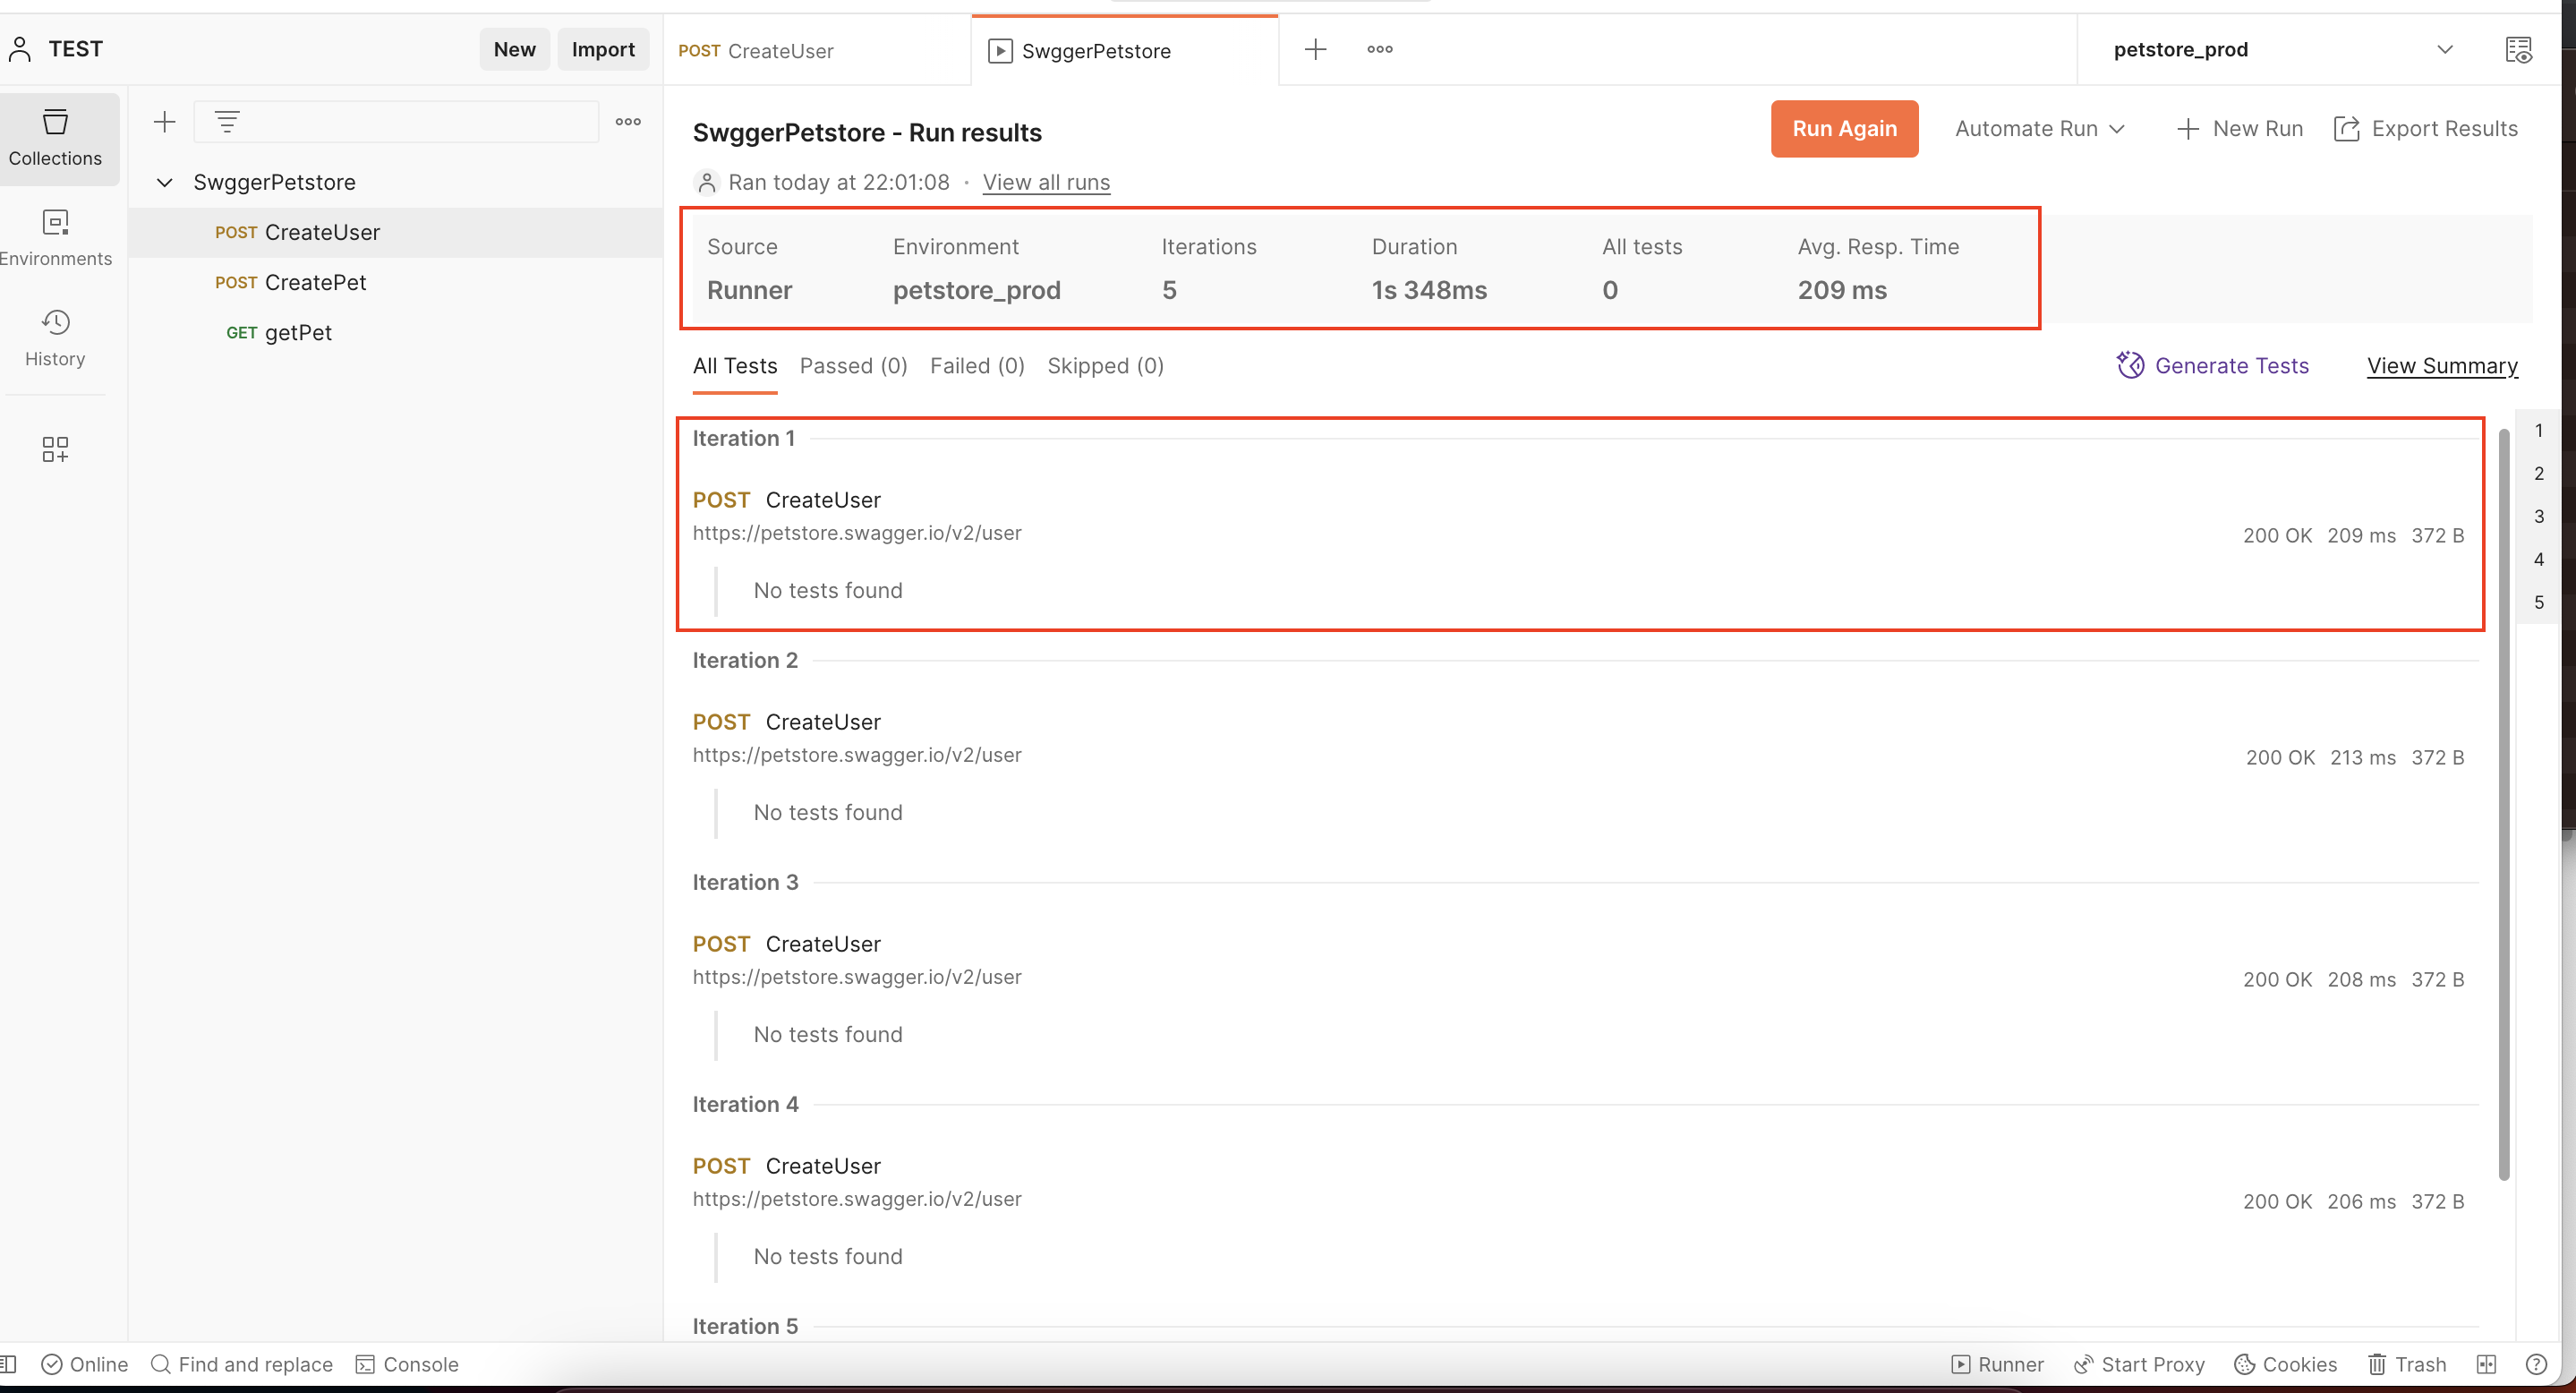 TEST
New
Import
POST CreateUser
SwggerPetstore
petstore_prod
Collections
Environments
History
SwggerPetstore
POST CreateUser
POST CreatePet
GET getPet
SwggerPetstore - Run results
Run Again
Automate Run
New Run
Export Results
Ran today at 22:01:08 · View all runs
Source Environment Iterations Duration All tests Avg. Resp. Time
Runner petstore_prod 5 1s 348ms 0 209 ms
All Tests Passed (0) Failed (0) Skipped (0)
Generate Tests
View Summary
Iteration 1
POST CreateUser
https://petstore.swagger.io/v2/user
200 OK 209 ms 372 B
No tests found
Iteration 2
POST CreateUser
https://petstore.swagger.io/v2/user
200 OK 213 ms 372 B
No tests found
Iteration 3
POST CreateUser
https://petstore.swagger.io/v2/user
200 OK 208 ms 372 B
No tests found
Iteration 4
POST CreateUser
https://petstore.swagger.io/v2/user
200 OK 206 ms 372 B
No tests found
Iteration 5
1
2
3
4
5
Online
Find and replace
Console
Runner
Start Proxy
Cookies
Trash